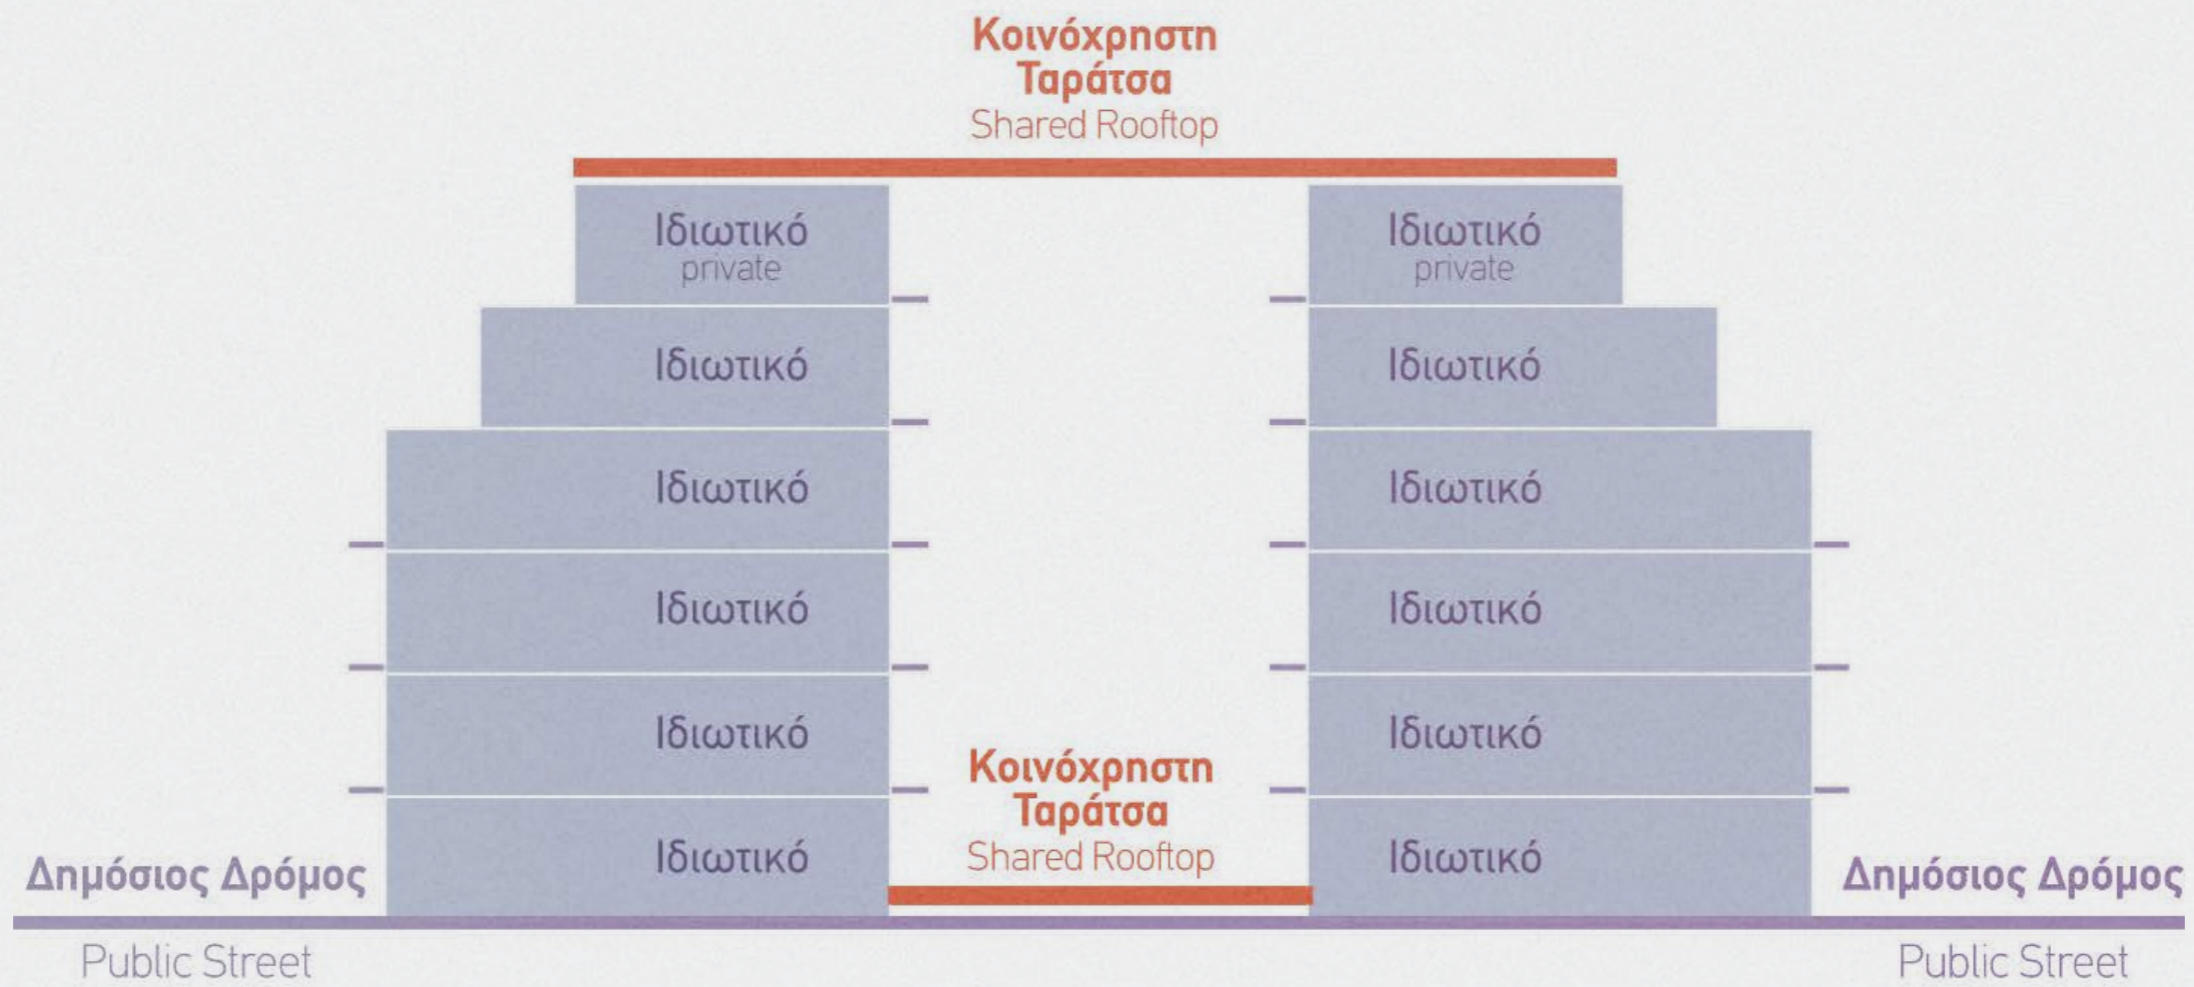 Κοινόχρηστη
Ταράτσα
Shared Rooftop
Ιδιωτικό
private
Ιδιωτικό
private
Ιδιωτικό
Ιδιωτικό
Ιδιωτικό
Ιδιωτικό
Ιδιωτικό
Ιδιωτικό
Ιδιωτικό
Ιδιωτικό
Κοινόχρηστη
Ταράτσα
Shared Rooftop
Ιδιωτικό
Ιδιωτικό
Δημόσιος Δρόμος
Public Street
Δημόσιος Δρόμος
Public Street